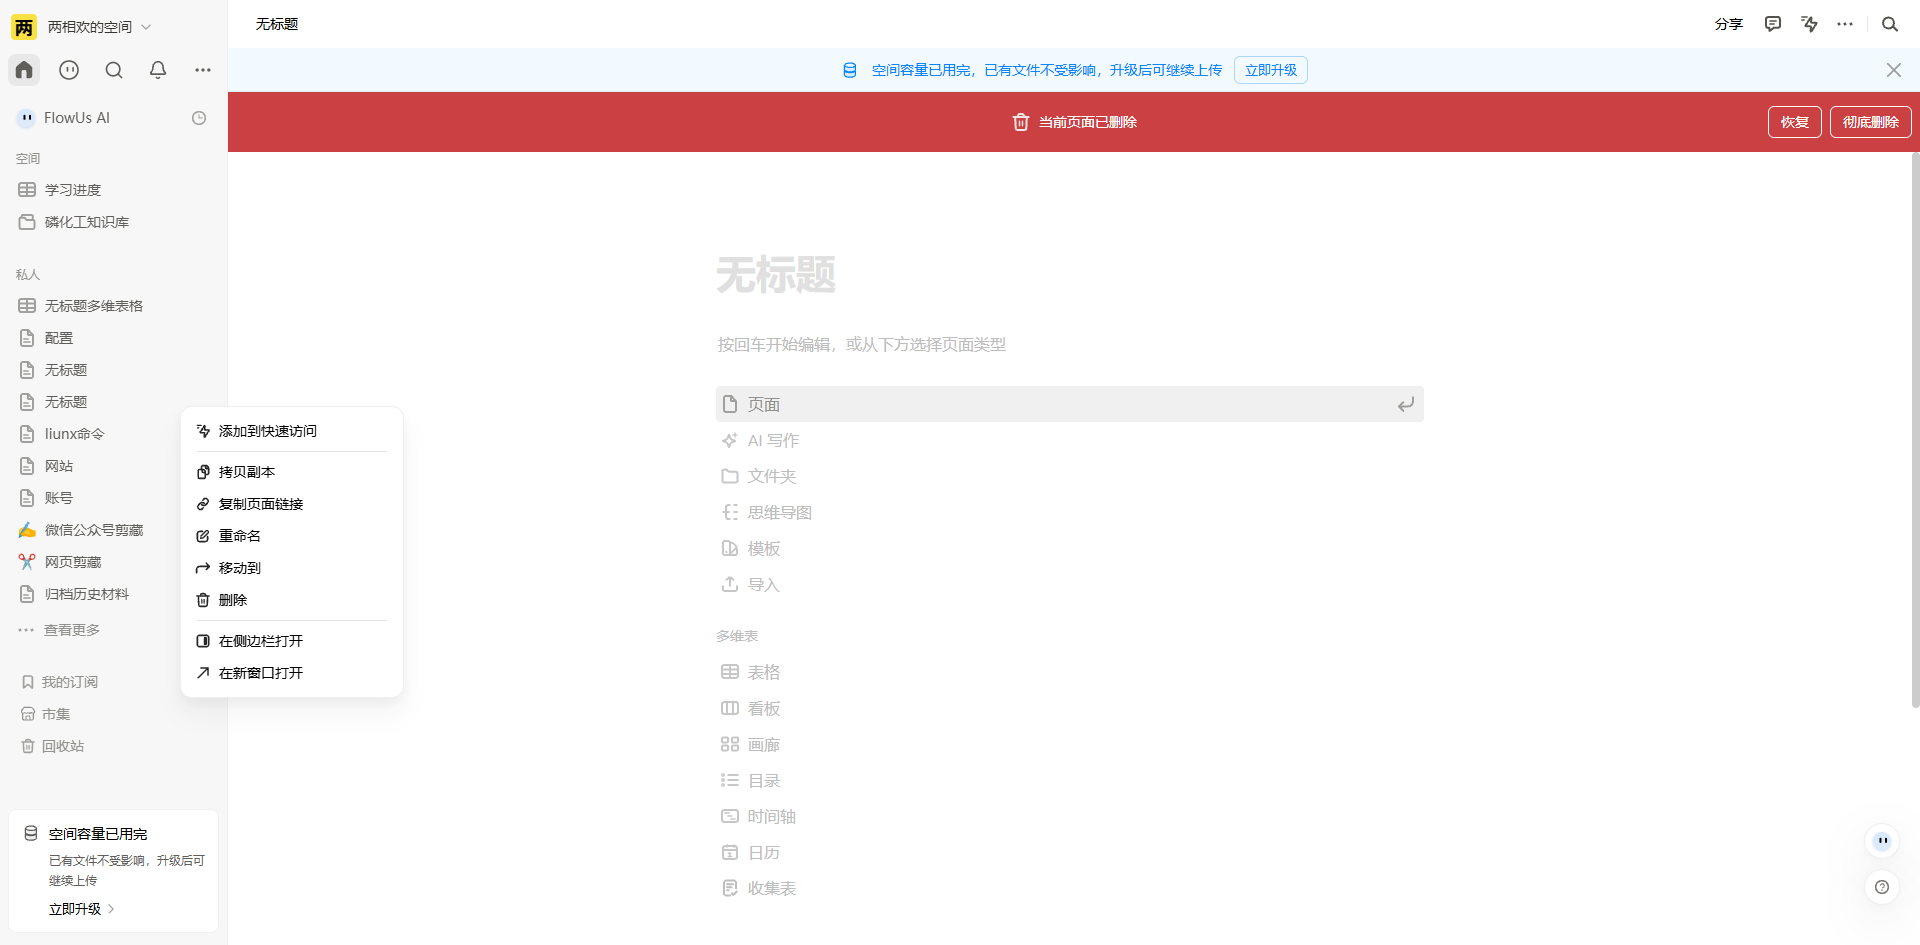 两 两相欢的空间
FlowUs AI
空间
学习进度
磷化工知识库
私人
无标题多维表格
配置
无标题
无标题
liunx命令
网站
账号
微信公众号剪藏
网页剪藏
归档历史材料
查看更多
我的订阅
市集
回收站
空间容量已用完
已有文件不受影响，升级后可
继续上传
立即升级
添加到快速访问
拷贝副本
复制页面链接
重命名
移动到
删除
在侧边栏打开
在新窗口打开
无标题
分享
空间容量已用完，已有文件不受影响，升级后可继续上传 立即升级
当前页面已删除
恢复 彻底删除
无标题
按回车开始编辑，或从下方选择页面类型
页面
AI 写作
文件夹
思维导图
模板
导入
多维表
表格
看板
画廊
目录
时间轴
日历
收集表